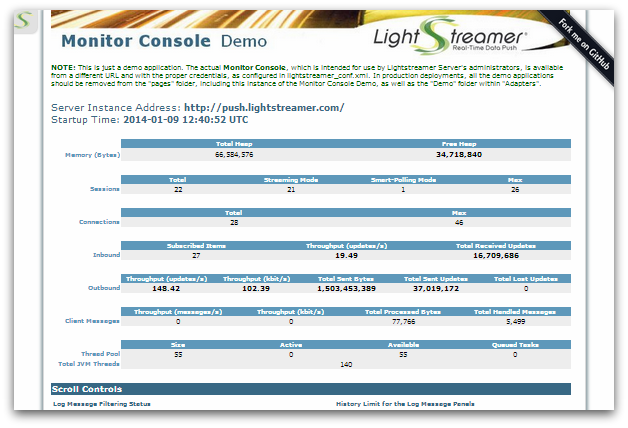 Monitor Console Demo
LightStreamer®
Real-Time Data Push
Fork me on GitHub
NOTE: This is just a demo application. The actual Monitor Console, which is intended for use by Lightstreamer Server's administrators, is available
from a different URL and with the proper credentials, as configured in lightstreamer_conf.xml. In production deployments, all the demo applications
should be removed from the "pages" folder, including this instance of the Monitor Console Demo, as well as the "Demo" folder within "Adapters".
Server Instance Address: http://push.lightstreamer.com/
Startup Time: 2014-01-09 12:40:52 UTC
Total Heap Free Heap
Memory (Bytes) 66,584,576 34,718,840
Total Streaming Mode Smart-Polling Mode Max
Sessions 22 21 1 26
Total Max
Connections 28 46
Subscribed Items Throughput (updates/s) Total Received Updates
Inbound 27 19.49 16,709,686
Throughput (updates/s) Throughput (kbit/s) Total Sent Bytes Total Sent Updates Total Lost Updates
Outbound 148.42 102.39 1,503,453,389 37,019,172 0
Throughput (messages/s) Throughput (kbit/s) Total Processed Bytes Total Handled Messages
Client Messages 0 0 77,766 5,499
Size Active Available Queued Tasks
Thread Pool 55 0 55 0
Total JVM Threads 140
Scroll Controls
Log Message Filtering Status History Limit for the Log Message Panels